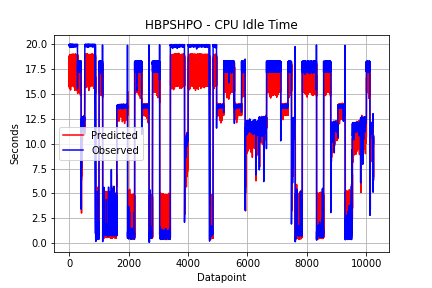 HBPSHPO - CPU Idle Time
20.0
17.5
15.0
12.5
10.0
7.5
5.0
2.5
0.0
Seconds
Predicted
Observed
0 2000 4000 6000 8000 10000
Datapoint